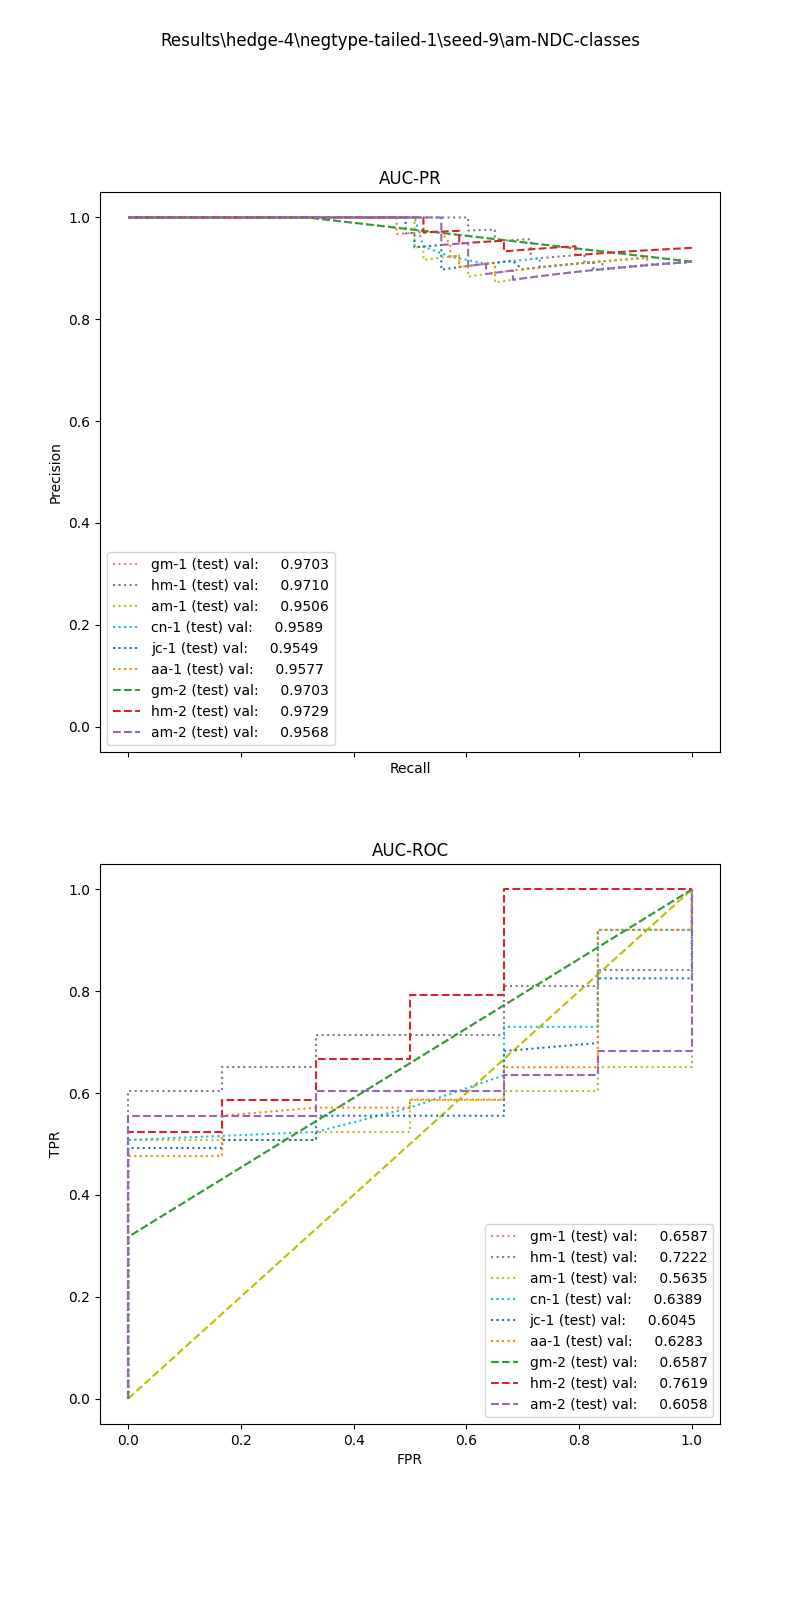 Results\hedge-4\negtype-tailed-1\seed-9\am-NDC-classes
AUC-PR
1.0
0.8
0.6
0.4
0.2
0.0
Precision
gm-1 (test) val: 0.9703
hm-1 (test) val: 0.9710
am-1 (test) val: 0.9506
cn-1 (test) val: 0.9589
jc-1 (test) val: 0.9549
aa-1 (test) val: 0.9577
gm-2 (test) val: 0.9703
hm-2 (test) val: 0.9729
am-2 (test) val: 0.9568
Recall
AUC-ROC
1.0
0.8
0.6
0.4
0.2
0.0
TPR
gm-1 (test) val: 0.6587
hm-1 (test) val: 0.7222
am-1 (test) val: 0.5635
cn-1 (test) val: 0.6389
jc-1 (test) val: 0.6045
aa-1 (test) val: 0.6283
gm-2 (test) val: 0.6587
hm-2 (test) val: 0.7619
am-2 (test) val: 0.6058
0.0 0.2 0.4 0.6 0.8 1.0
FPR